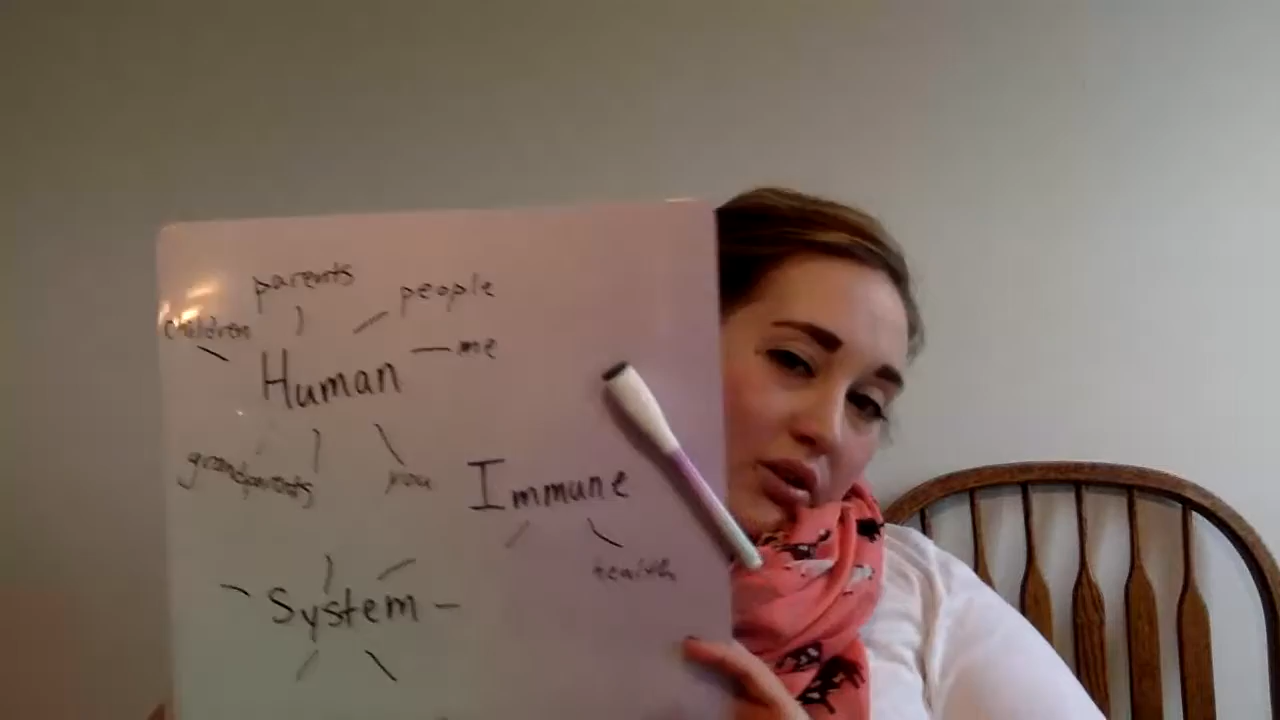 parents
people
children
me
Human
grandparents
you
Immune
health
System